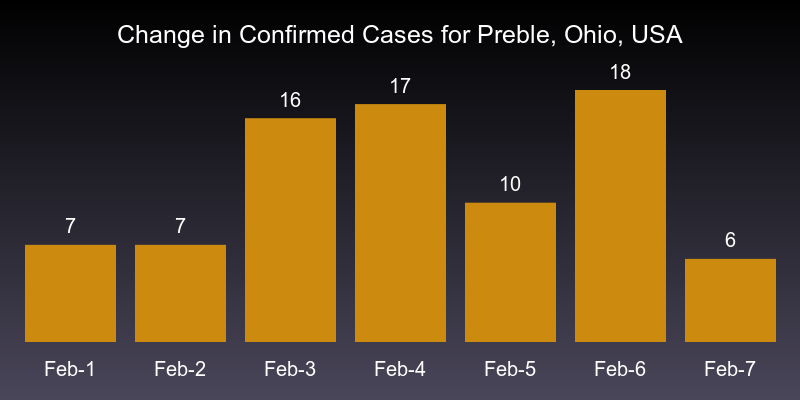 Change in Confirmed Cases for Preble, Ohio, USA
18
17
16
10
7
7
6
Feb-1
Feb-2
Feb-3
Feb-4
Feb-5
Feb-6
Feb-7